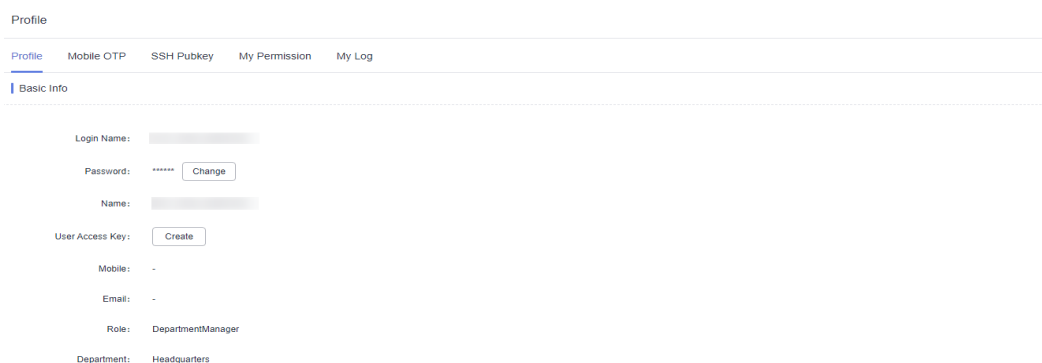 Profile
Profile Mobile OTP SSH Pubkey My Permission My Log
Basic Info
Login Name:
Password: ****** Change
Name:
User Access Key: Create
Mobile: -
Email: -
Role: DepartmentManager
Department: Headquarters